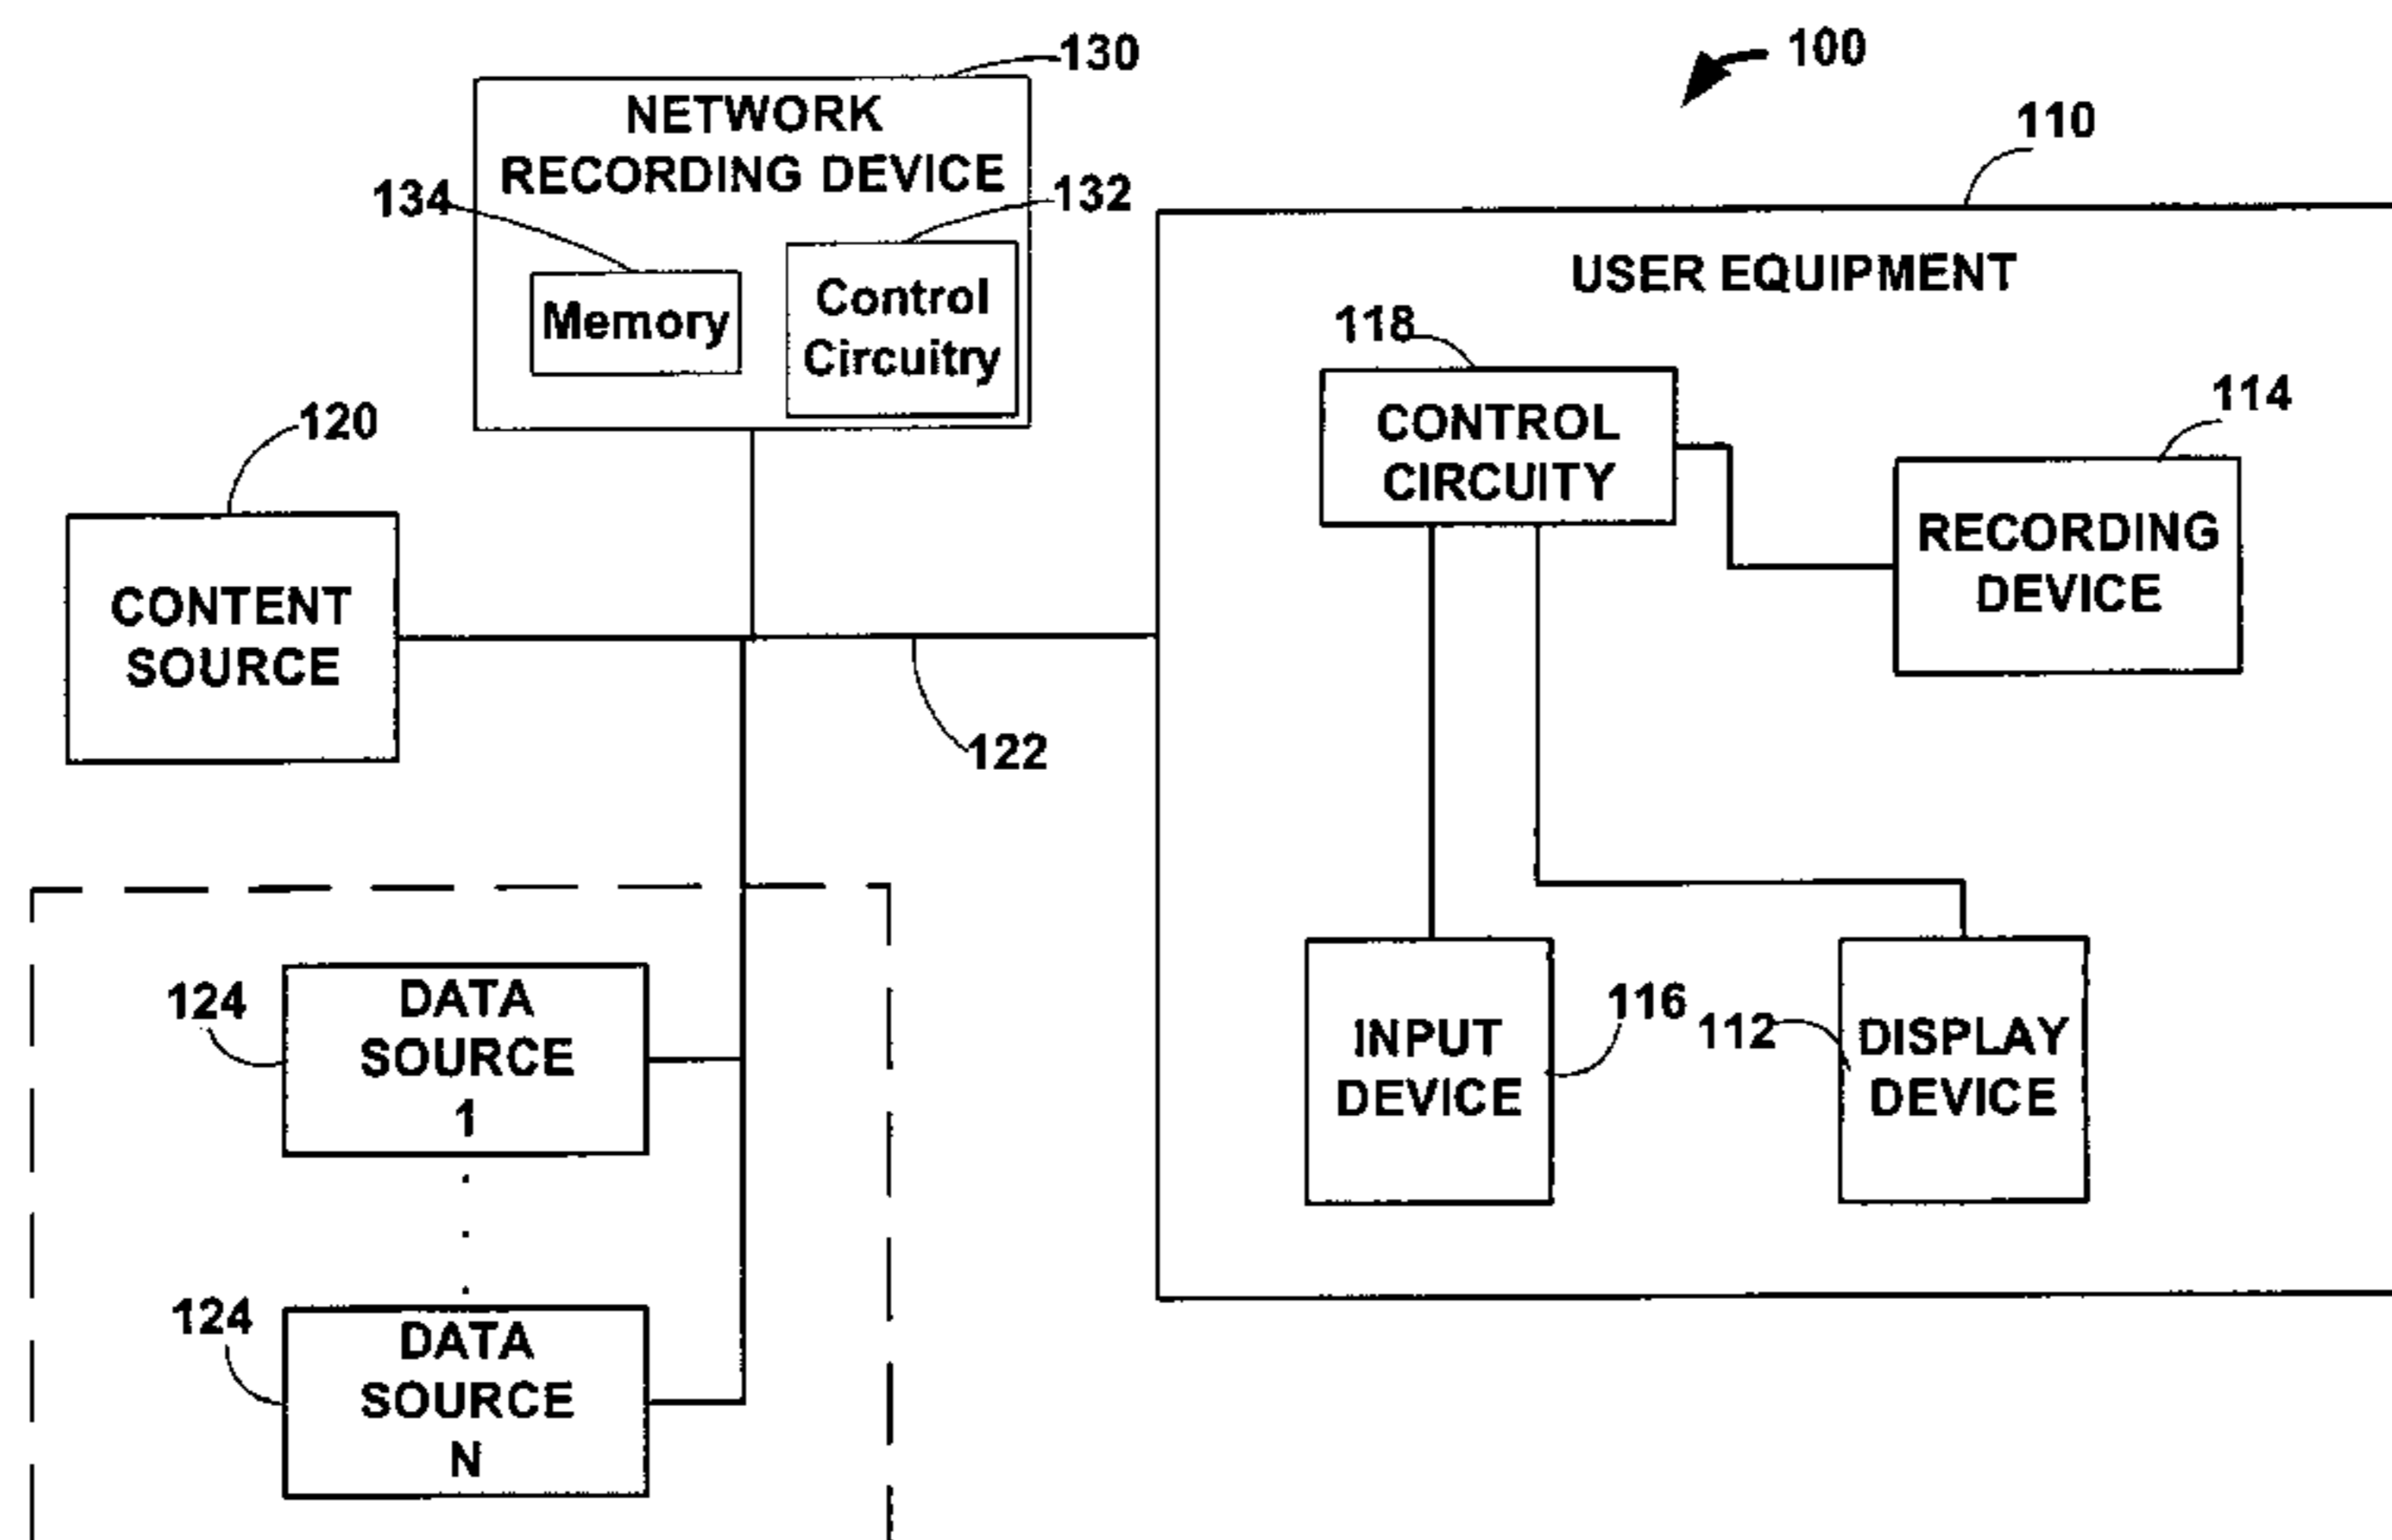 100
130
NETWORK
RECORDING DEVICE
134
132
Memory
Control
Circuitry
120
CONTENT
SOURCE
122
110
USER EQUIPMENT
118
CONTROL
CIRCUITY
114
RECORDING
DEVICE
124
DATA
SOURCE
1
124
DATA
SOURCE
N
INPUT
DEVICE
116
112
DISPLAY
DEVICE